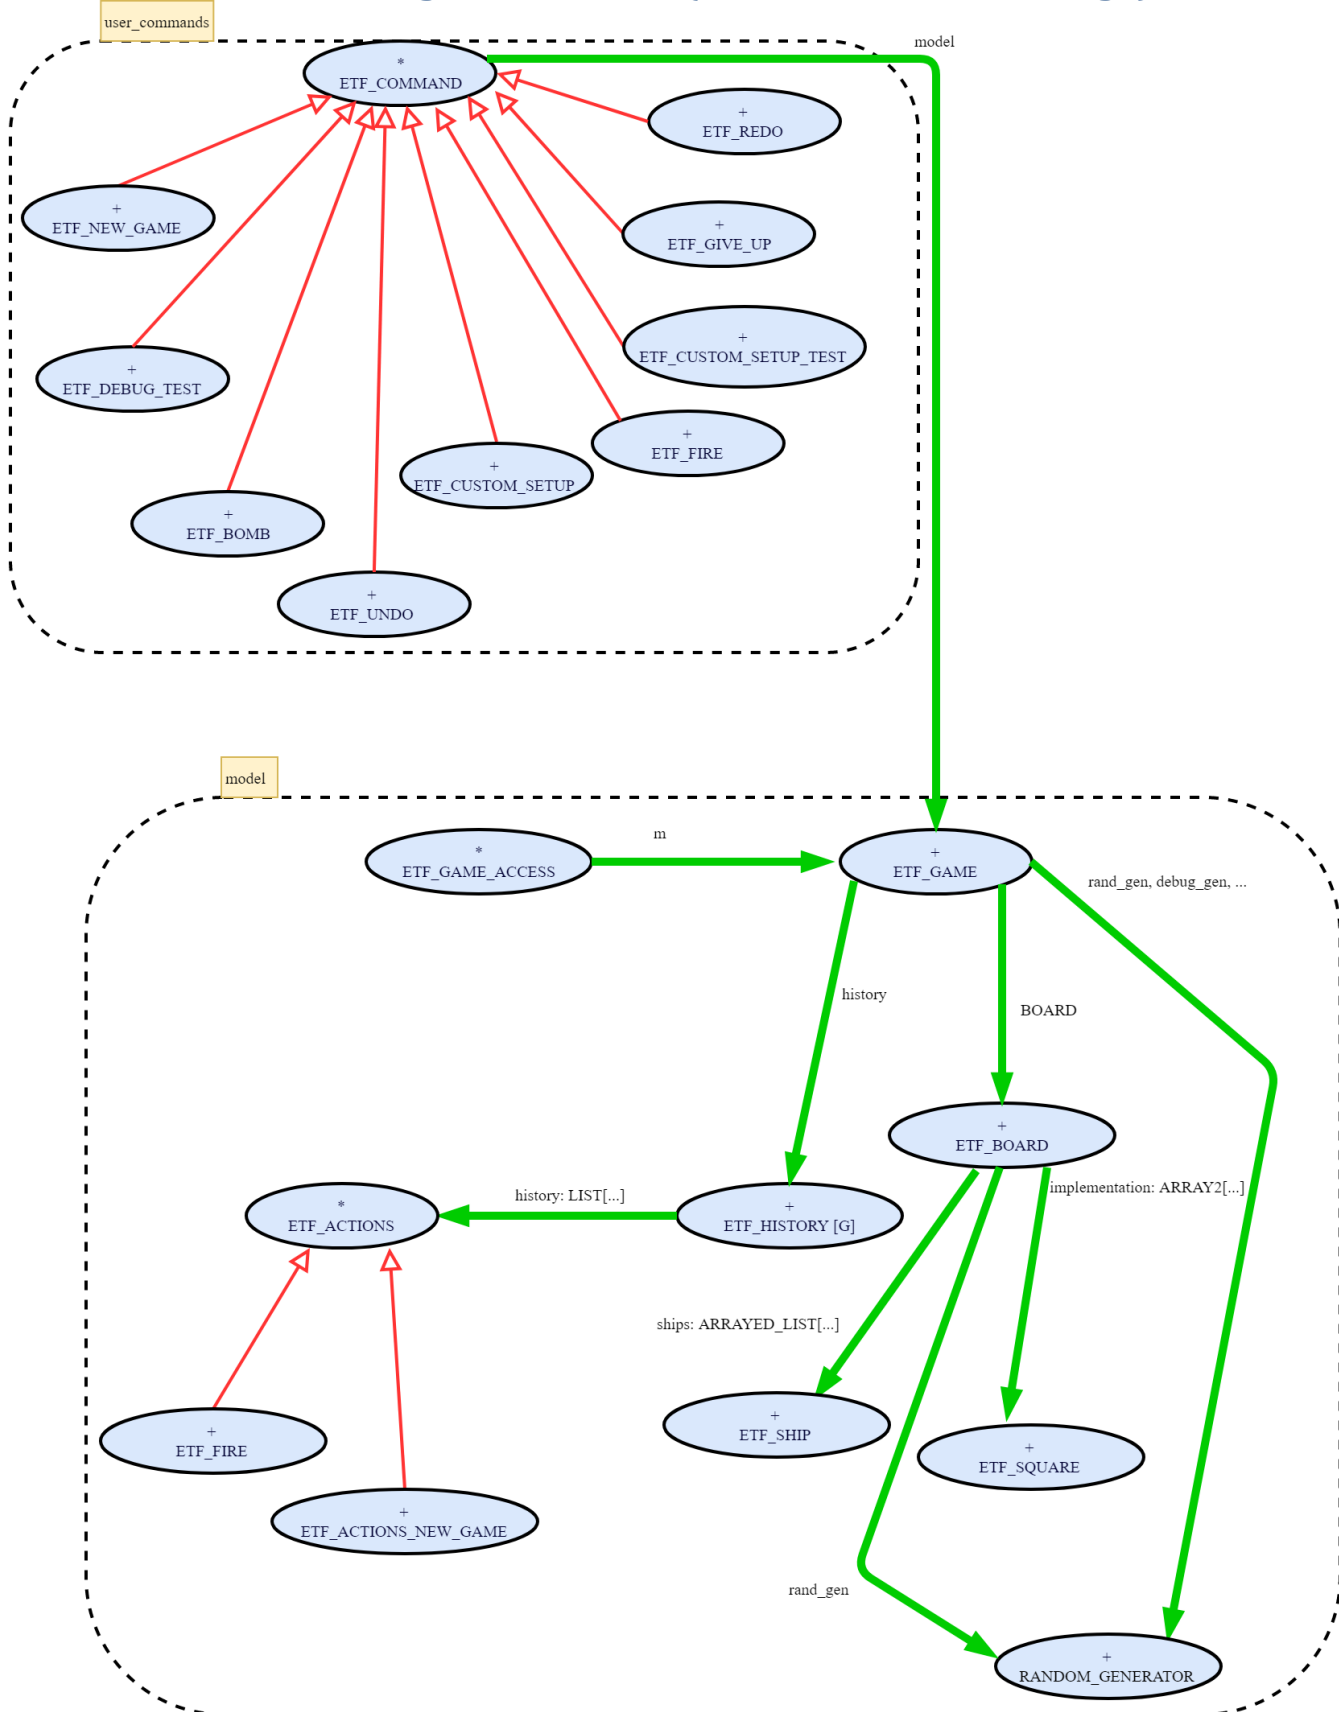 user_commands
model
*
ETF_COMMAND
+
ETF_REDO
+
ETF_NEW_GAME
+
ETF_GIVE_UP
+
ETF_CUSTOM_SETUP_TEST
+
ETF_DEBUG_TEST
+
ETF_FIRE
+
ETF_CUSTOM_SETUP
+
ETF_BOMB
+
ETF_UNDO
model
*
ETF_GAME_ACCESS
m
+
ETF_GAME
rand_gen, debug_gen, ...
history
BOARD
+
ETF_BOARD
implementation: ARRAY2[...]
*
ETF_ACTIONS
history: LIST[...]
+
ETF_HISTORY [G]
ships: ARRAYED_LIST[...]
+
ETF_FIRE
+
ETF_SHIP
+
ETF_SQUARE
+
ETF_ACTIONS_NEW_GAME
rand_gen
+
RANDOM_GENERATOR